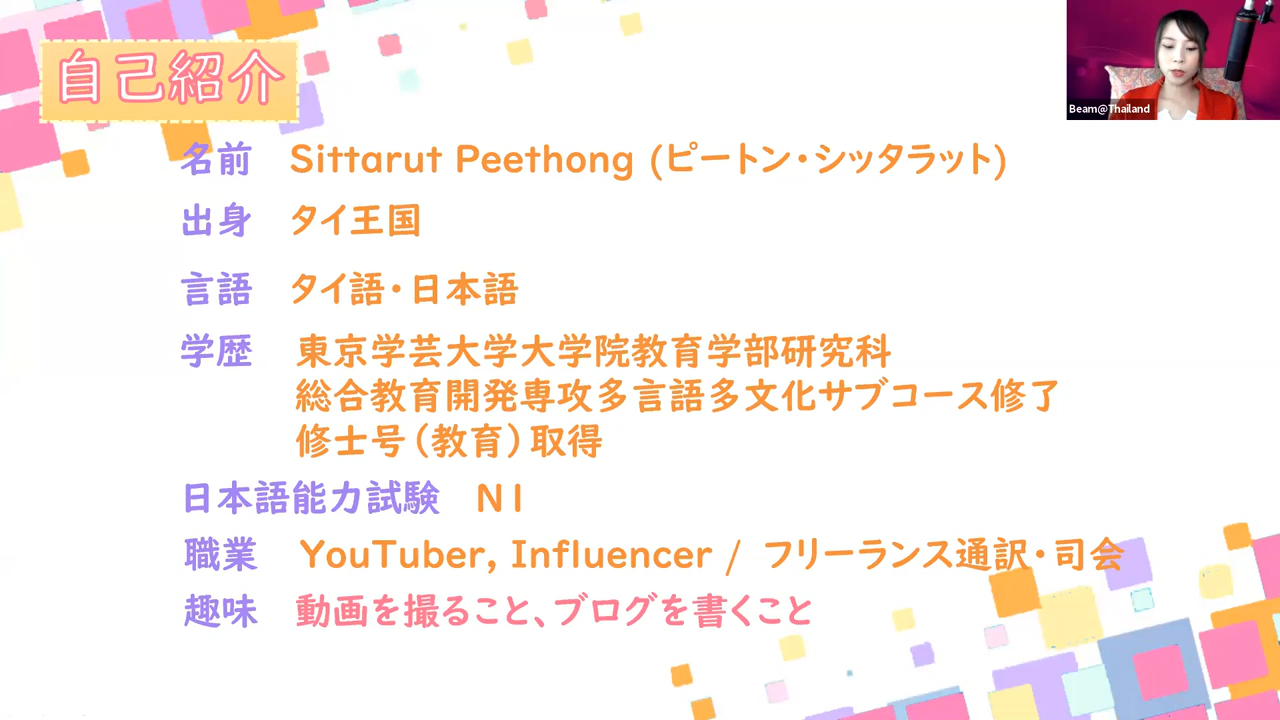 自己紹介
Beam@Thailand
名前 Sittarut Peethong (ピートン・シッタラット)
出身 タイ王国
言語 タイ語・日本語
学歴 東京学芸大学大学院教育学部研究科
総合教育開発専攻多言語多文化サブコース修了
修士号（教育）取得
日本語能力試験 N1
職業 YouTuber, Influencer / フリーランス通訳・司会
趣味 動画を撮ること、ブログを書くこと